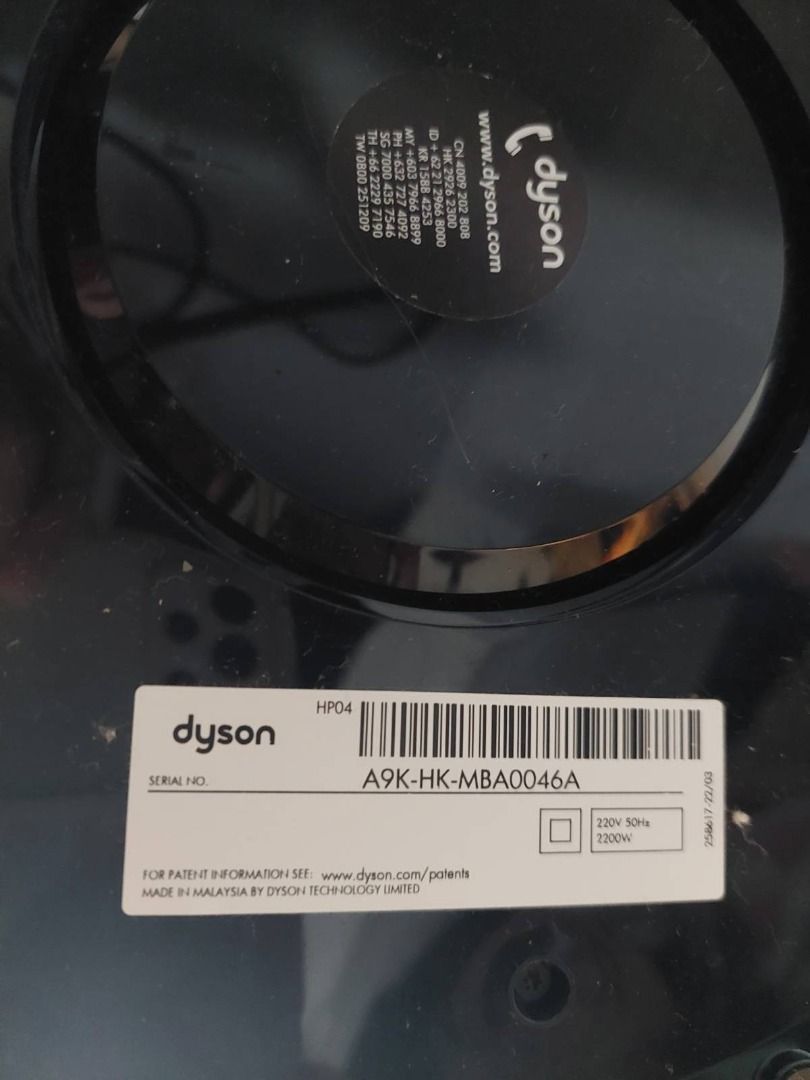 dyson
www.dyson.com
CN 4009 202 808
HK 2926 2300
ID + 62 21 2966 8000
KR 1588 4253
MY +603 7966 8899
PH +632 727 4092
SG 7000 435 7546
TH +66 2229 7190
TW 0800 251209
dyson
HP04
SERIAL NO.
A9K-HK-MBA0046A
220V 50Hz
2200W
258617-22/03
FOR PATENT INFORMATION SEE: www.dyson.com/patents
MADE IN MALAYSIA BY DYSON TECHNOLOGY LIMITED